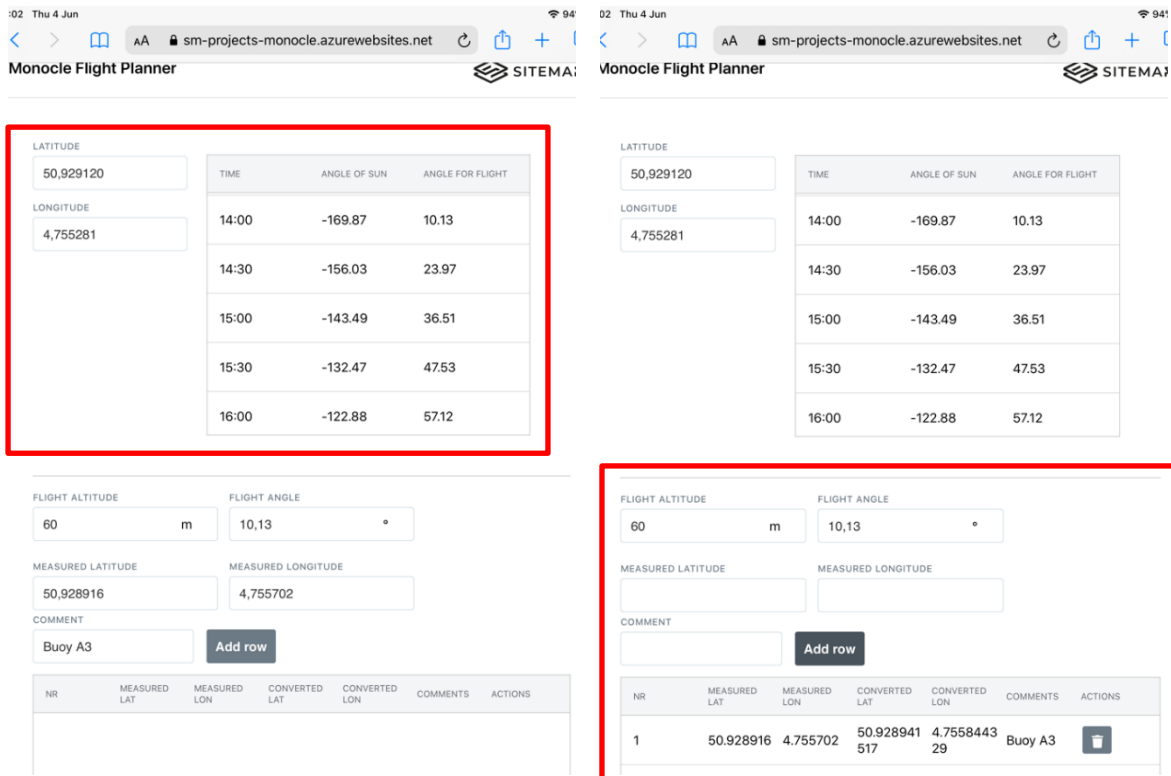 :02 Thu 4 Jun 94%
AA sm-projects-monocle.azurewebsites.net
Monocle Flight Planner SITEMA
LATITUDE
50,929120
LONGITUDE
4,755281
TIME ANGLE OF SUN ANGLE FOR FLIGHT
14:00 -169.87 10.13
14:30 -156.03 23.97
15:00 -143.49 36.51
15:30 -132.47 47.53
16:00 -122.88 57.12
FLIGHT ALTITUDE FLIGHT ANGLE
60 m 10,13 °
MEASURED LATITUDE MEASURED LONGITUDE
50,928916 4,755702
COMMENT
Buoy A3 Add row
NR MEASURED LAT MEASURED LON CONVERTED LAT CONVERTED LON COMMENTS ACTIONS
02 Thu 4 Jun 94%
AA sm-projects-monocle.azurewebsites.net
Monocle Flight Planner SITEMA
LATITUDE
50,929120
LONGITUDE
4,755281
TIME ANGLE OF SUN ANGLE FOR FLIGHT
14:00 -169.87 10.13
14:30 -156.03 23.97
15:00 -143.49 36.51
15:30 -132.47 47.53
16:00 -122.88 57.12
FLIGHT ALTITUDE FLIGHT ANGLE
60 m 10,13 °
MEASURED LATITUDE MEASURED LONGITUDE
COMMENT
Add row
NR MEASURED LAT MEASURED LON CONVERTED LAT CONVERTED LON COMMENTS ACTIONS
1 50.928916 4.755702 50.928941517 4.755844329 Buoy A3